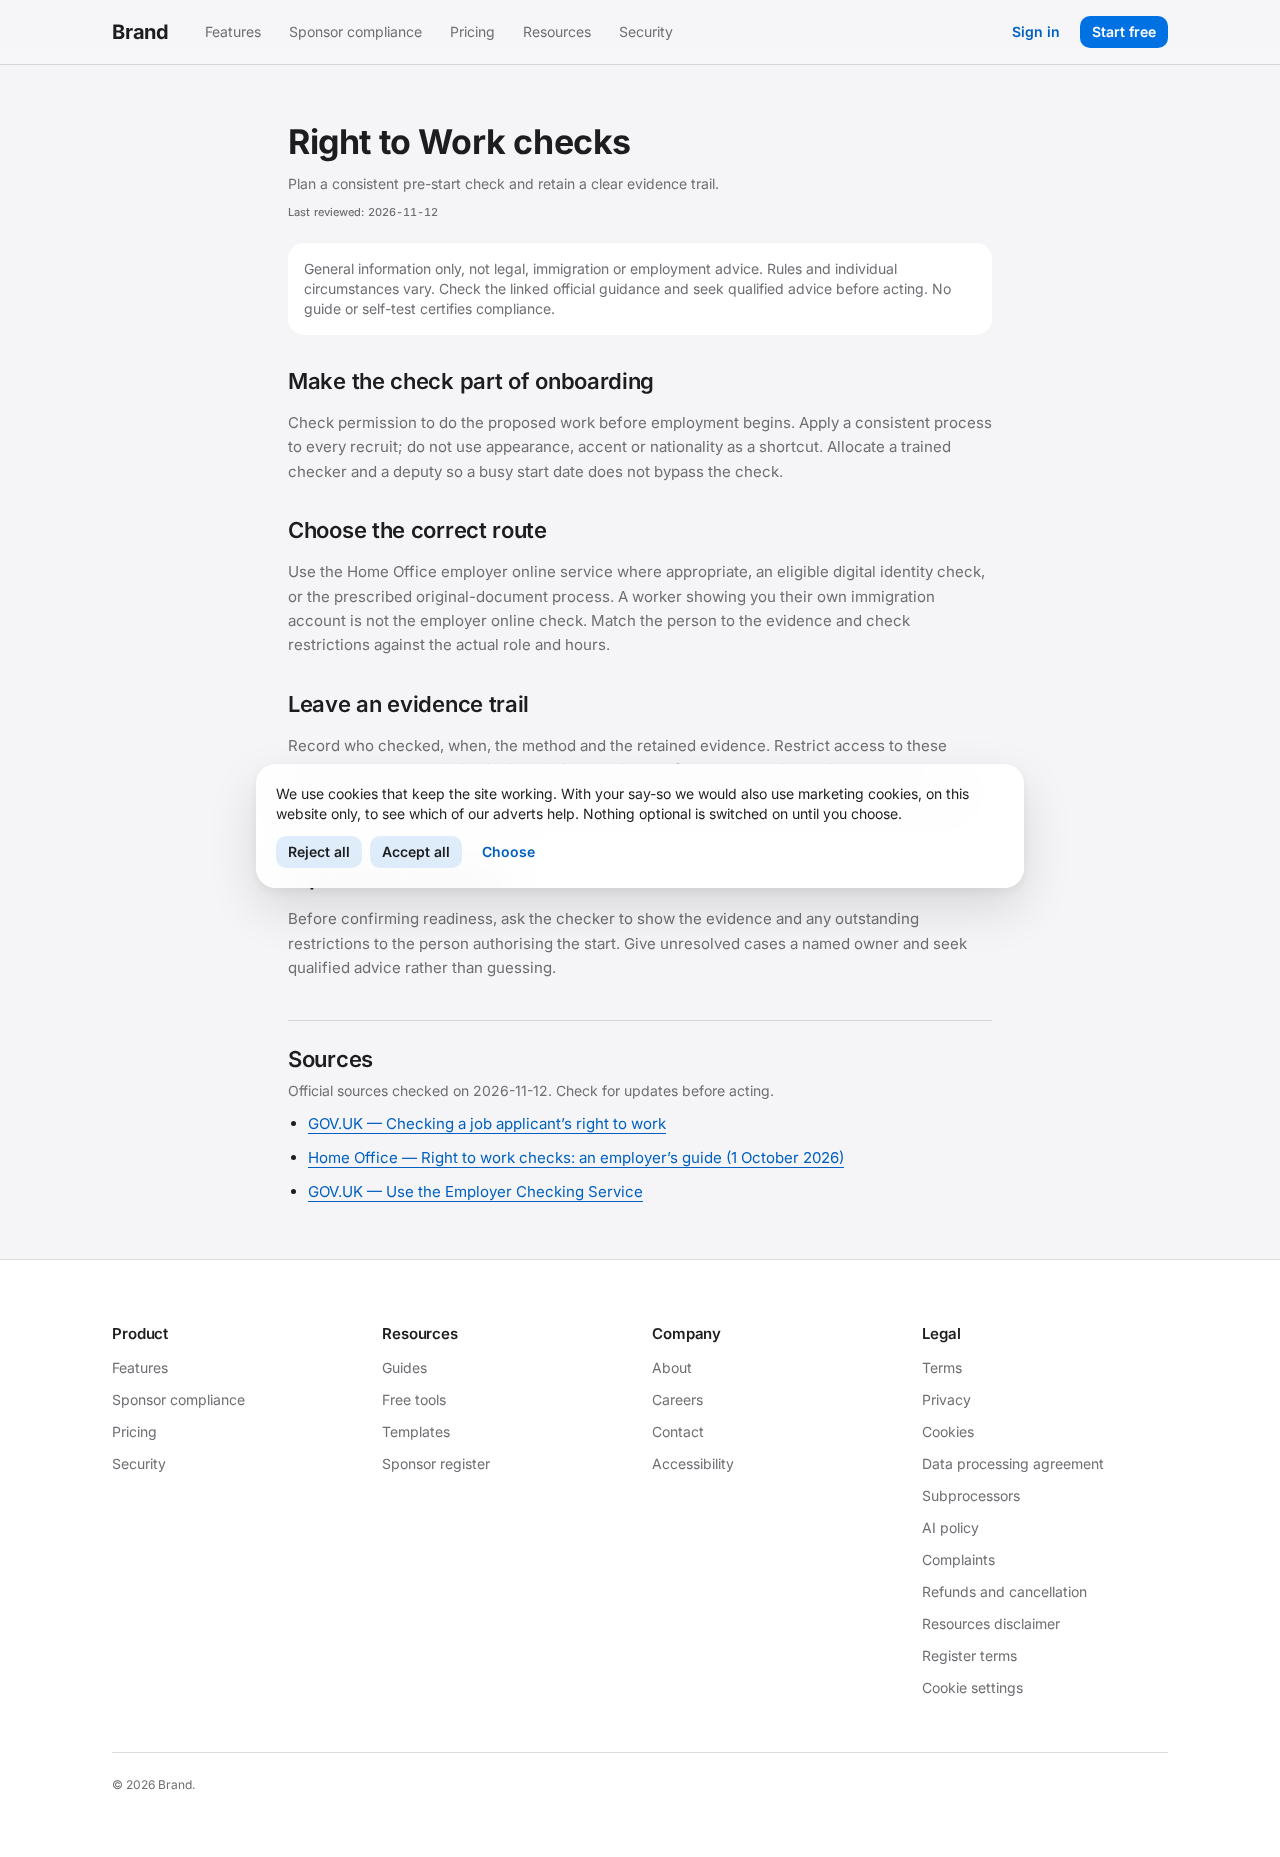 Brand
Features
Sponsor compliance
Pricing
Resources
Security
Sign in
Start free
Right to Work checks
Plan a consistent pre-start check and retain a clear evidence trail.
Last reviewed: 2026-11-12
General information only, not legal, immigration or employment advice. Rules and individual
circumstances vary. Check the linked official guidance and seek qualified advice before acting. No
guide or self-test certifies compliance.
Make the check part of onboarding
Check permission to do the proposed work before employment begins. Apply a consistent process
to every recruit; do not use appearance, accent or nationality as a shortcut. Allocate a trained
checker and a deputy so a busy start date does not bypass the check.
Choose the correct route
Use the Home Office employer online service where appropriate, an eligible digital identity check,
or the prescribed original-document process. A worker showing you their own immigration
account is not the employer online check. Match the person to the evidence and check
restrictions against the actual role and hours.
Leave an evidence trail
Record who checked, when, the method and the retained evidence. Restrict access to these
We use cookies that keep the site working. With your say-so we would also use marketing cookies, on this
website only, to see which of our adverts help. Nothing optional is switched on until you choose.
Reject all
Accept all
Choose
Before confirming readiness, ask the checker to show the evidence and any outstanding
restrictions to the person authorising the start. Give unresolved cases a named owner and seek
qualified advice rather than guessing.
Sources
Official sources checked on 2026-11-12. Check for updates before acting.
• GOV.UK — Checking a job applicant’s right to work
• Home Office — Right to work checks: an employer’s guide (1 October 2026)
• GOV.UK — Use the Employer Checking Service
Product
Features
Sponsor compliance
Pricing
Security
Resources
Guides
Free tools
Templates
Sponsor register
Company
About
Careers
Contact
Accessibility
Legal
Terms
Privacy
Cookies
Data processing agreement
Subprocessors
AI policy
Complaints
Refunds and cancellation
Resources disclaimer
Register terms
Cookie settings
© 2026 Brand.